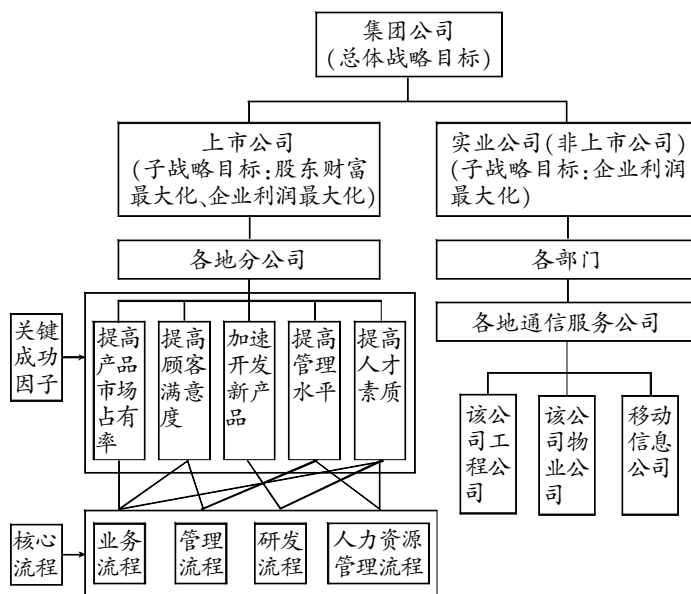 集团公司
(总体战略目标)
上市公司
(子战略目标:股东财富
最大化、企业利润最大化)
实业公司(非上市公司)
(子战略目标:企业利润
最大化)
各地分公司
各部门
各地通信服务公司
关键
成功
因子
提高
产品
市场
占有
率
提高
顾客
满意
度
加速
开发
新产
品
提高
管理
水平
提高
人才
素质
该公
司工
程公
司
该公
司物
业公
司
移动
信息
公司
核心
流程
业务
流程
管理
流程
研发
流程
人力资源
管理流程